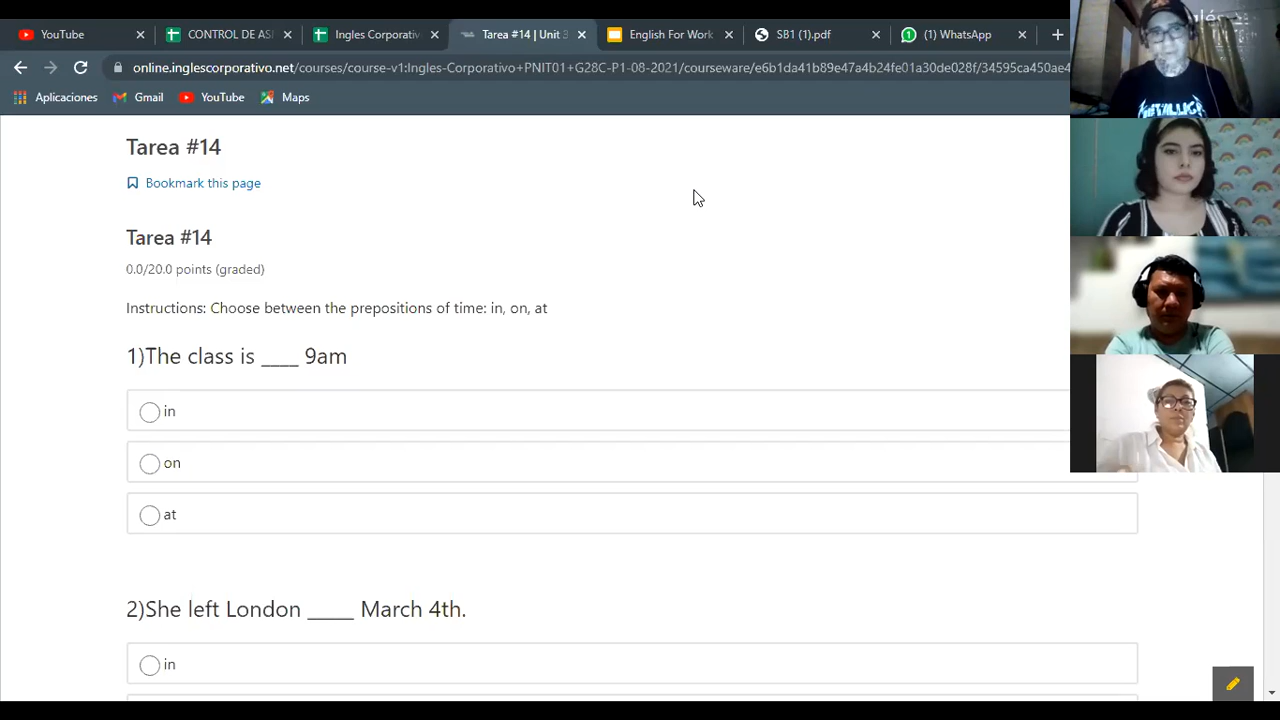 YouTube
CONTROL DE ASI
Ingles Corporativ
Tarea #14 | Unit 3
English For Work
SB1 (1).pdf
(1) WhatsApp
online.inglescorporativo.net/courses/course-v1:Ingles-Corporativo+PNIT01+G28C-P1-08-2021/courseware/e6b1da41b89e47a4b24fe01a30de028f/34595ca450ae4
Aplicaciones
Gmail
YouTube
Maps
METALLICA
Tarea #14
Bookmark this page
Tarea #14
0.0/20.0 points (graded)
Instructions: Choose between the prepositions of time: in, on, at
1)The class is ____ 9am
in
on
at
2)She left London _____ March 4th.
in